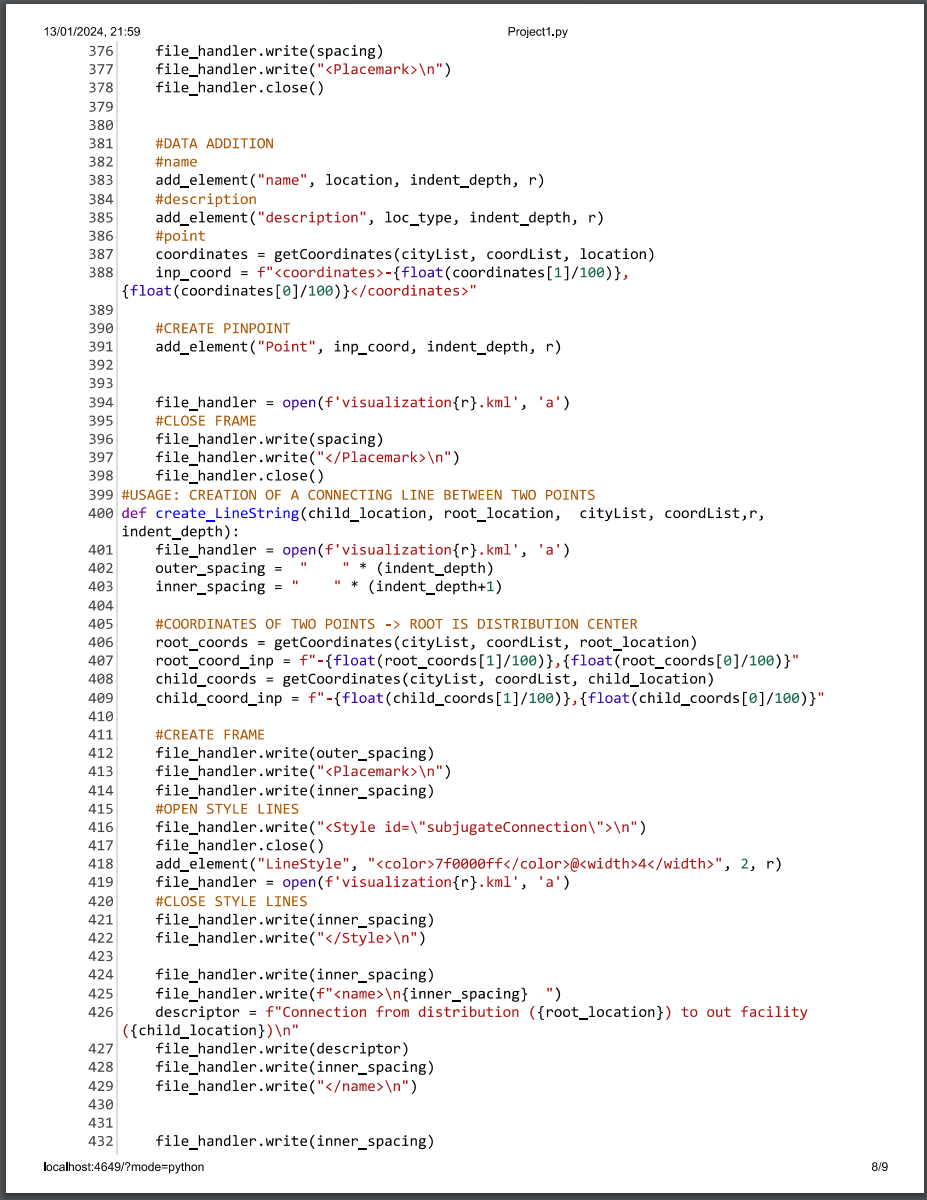 13/01/2024, 21:59 Project1.py
376     file_handler.write(spacing)
377     file_handler.write("<Placemark>\n")
378     file_handler.close()
379
380
381     #DATA ADDITION
382     #name
383     add_element("name", location, indent_depth, r)
384     #description
385     add_element("description", loc_type, indent_depth, r)
386     #point
387     coordinates = getCoordinates(cityList, coordList, location)
388     inp_coord = f"<coordinates>-{float(coordinates[1]/100)},
{float(coordinates[0]/100)}</coordinates>"
389
390     #CREATE PINPOINT
391     add_element("Point", inp_coord, indent_depth, r)
392
393
394     file_handler = open(f'visualization{r}.kml', 'a')
395     #CLOSE FRAME
396     file_handler.write(spacing)
397     file_handler.write("</Placemark>\n")
398     file_handler.close()
399 #USAGE: CREATION OF A CONNECTING LINE BETWEEN TWO POINTS
400 def create_LineString(child_location, root_location,  cityList, coordList,r,
indent_depth):
401     file_handler = open(f'visualization{r}.kml', 'a')
402     outer_spacing =  "    " * (indent_depth)
403     inner_spacing = "    " * (indent_depth+1)
404
405     #COORDINATES OF TWO POINTS -> ROOT IS DISTRIBUTION CENTER
406     root_coords = getCoordinates(cityList, coordList, root_location)
407     root_coord_inp = f"-{float(root_coords[1]/100)},{float(root_coords[0]/100)}"
408     child_coords = getCoordinates(cityList, coordList, child_location)
409     child_coord_inp = f"-{float(child_coords[1]/100)},{float(child_coords[0]/100)}"
410
411     #CREATE FRAME
412     file_handler.write(outer_spacing)
413     file_handler.write("<Placemark>\n")
414     file_handler.write(inner_spacing)
415     #OPEN STYLE LINES
416     file_handler.write("<Style id=\"subjugateConnection\">\n")
417     file_handler.close()
418     add_element("LineStyle", "<color>7f0000ff</color>@<width>4</width>", 2, r)
419     file_handler = open(f'visualization{r}.kml', 'a')
420     #CLOSE STYLE LINES
421     file_handler.write(inner_spacing)
422     file_handler.write("</Style>\n")
423
424     file_handler.write(inner_spacing)
425     file_handler.write(f"<name>\n{inner_spacing}  ")
426     descriptor = f"Connection from distribution ({root_location}) to out facility
({child_location})\n"
427     file_handler.write(descriptor)
428     file_handler.write(inner_spacing)
429     file_handler.write("</name>\n")
430
431
432     file_handler.write(inner_spacing)
localhost:4649/?mode=python 8/9